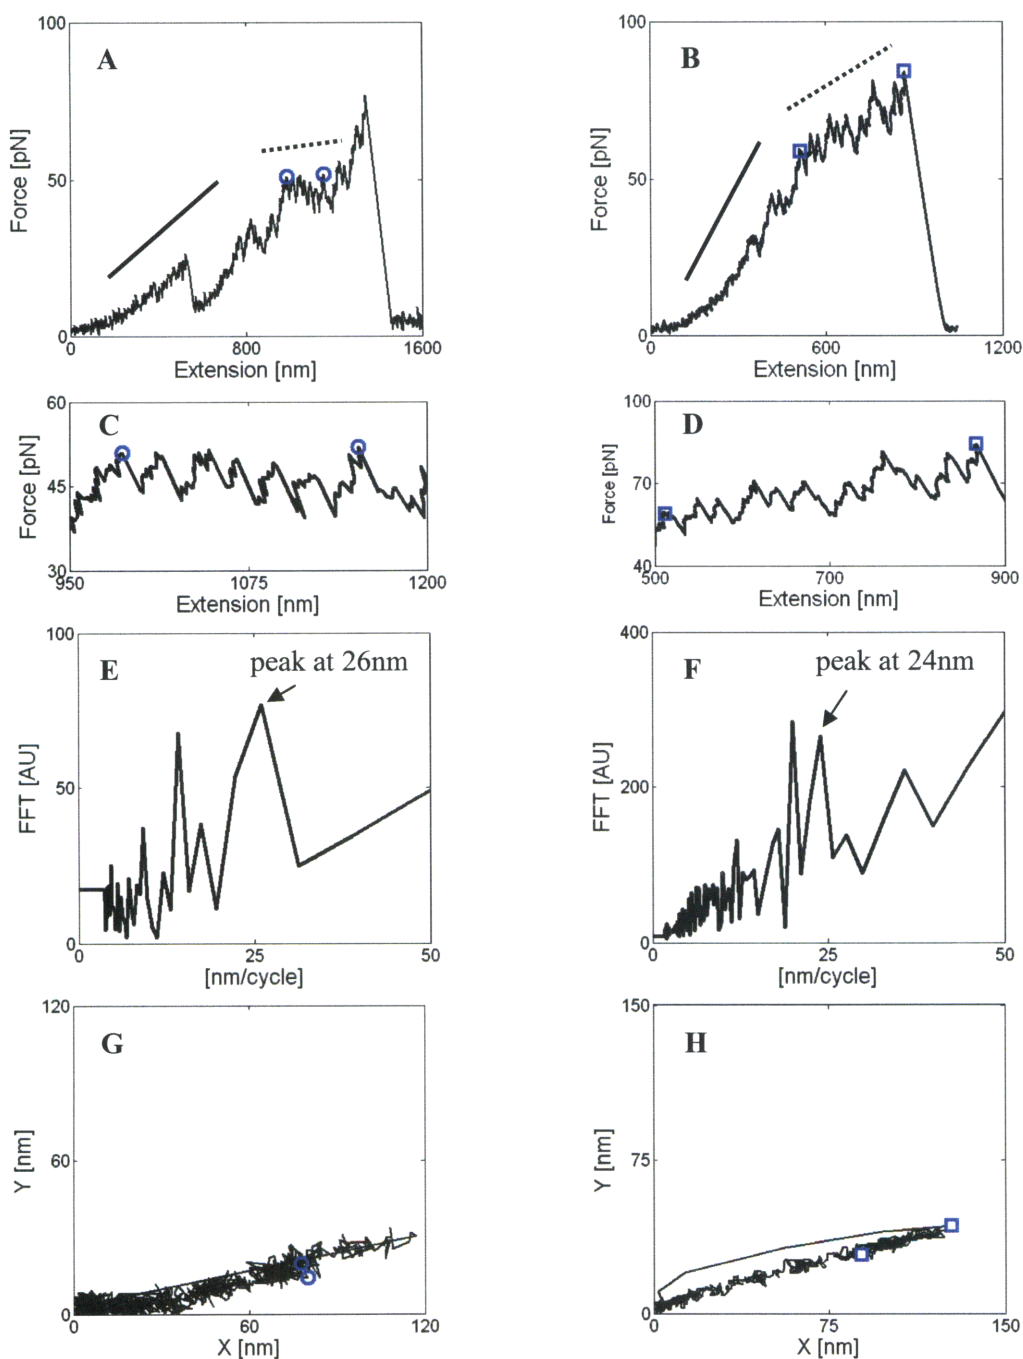 A
Force [pN]
100
50
0
0 800 1600
Extension [nm]
B
Force [pN]
100
50
0
0 600 1200
Extension [nm]
C
Force [pN]
60
45
30
950 1075 1200
Extension [nm]
D
Force [pN]
100
70
40
500 700 900
Extension [nm]
E
peak at 26nm
FFT [AU]
100
50
0
0 25 50
[nm/cycle]
F
peak at 24nm
FFT [AU]
400
200
0
0 25 50
[nm/cycle]
G
Y [nm]
120
60
0
0 60 120
X [nm]
H
Y [nm]
150
75
0
0 75 150
X [nm]